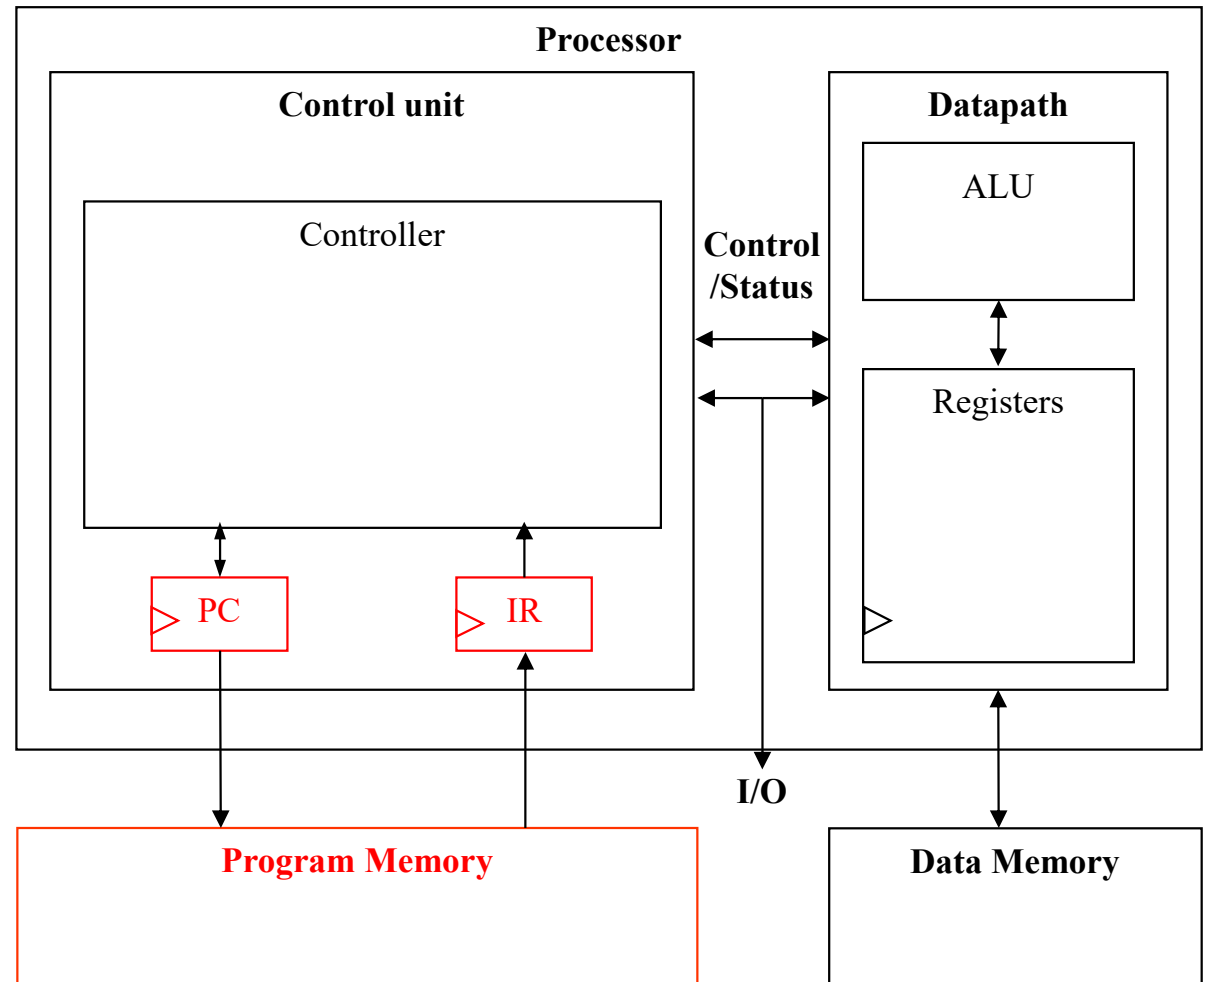 Processor
Control unit
Datapath
ALU
Controller
Control
/Status
Registers
PC
IR
I/O
Program Memory
Data Memory